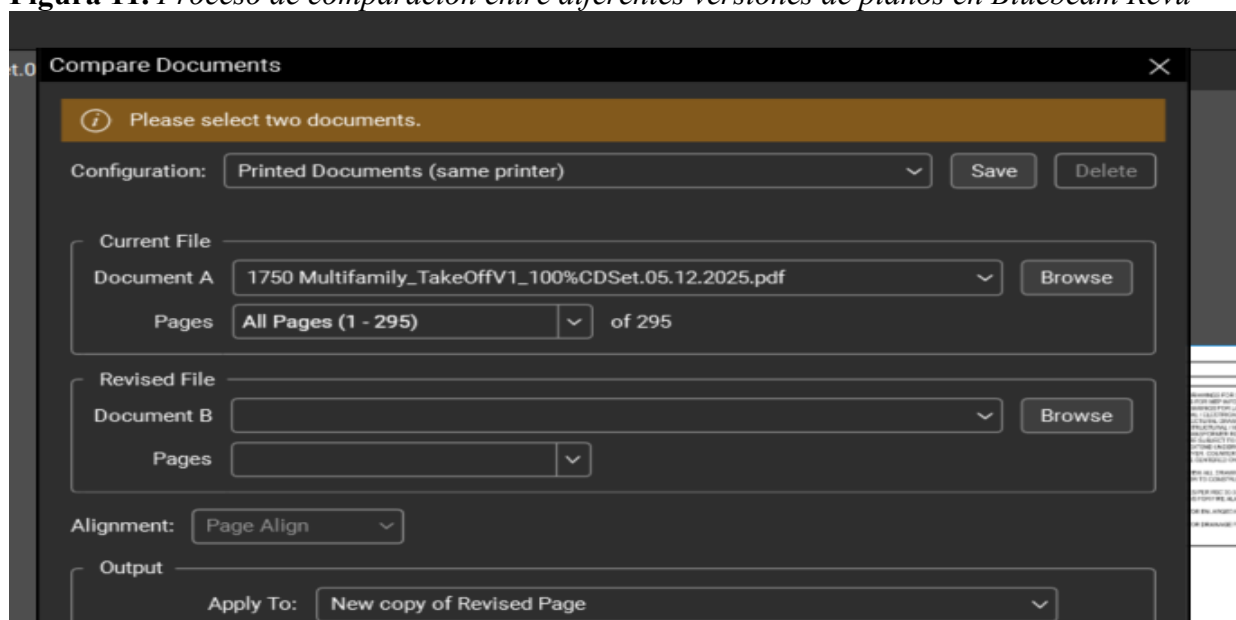 Figura 11. Proceso de comparación entre diferentes versiones de planos en Bluebeam Revu
t.0
Compare Documents
Please select two documents.
Configuration: Printed Documents (same printer) Save Delete
Current File
Document A 1750 Multifamily_TakeOffV1_100%CDSet.05.12.2025.pdf Browse
Pages All Pages (1 - 295) of 295
Revised File
Document B Browse
Pages
Alignment: Page Align
Output
Apply To: New copy of Revised Page